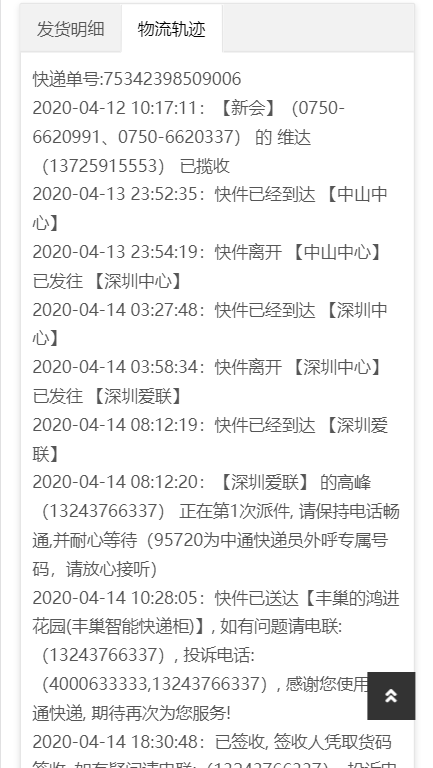 发货明细 物流轨迹
快递单号:75342398509006
2020-04-12 10:17:11：【新会】（0750-
6620991、0750-6620337） 的 维达
（13725915553） 已揽收
2020-04-13 23:52:35：快件已经到达 【中山中
心】
2020-04-13 23:54:19：快件离开 【中山中心】
已发往 【深圳中心】
2020-04-14 03:27:48：快件已经到达 【深圳中
心】
2020-04-14 03:58:34：快件离开 【深圳中心】
已发往 【深圳爱联】
2020-04-14 08:12:19：快件已经到达 【深圳爱
联】
2020-04-14 08:12:20：【深圳爱联】 的高峰
（13243766337） 正在第1次派件, 请保持电话畅
通,并耐心等待（95720为中通快递员外呼专属号
码，请放心接听）
2020-04-14 10:28:05：快件已送达【丰巢的鸿进
花园(丰巢智能快递柜)】, 如有问题请电联:
（13243766337）, 投诉电话:
（4000633333,13243766337）, 感谢您使用
通快递, 期待再次为您服务!
2020-04-14 18:30:48：已签收, 签收人凭取货码
签收, 如有疑问请电联:（13243766337）, 投诉电